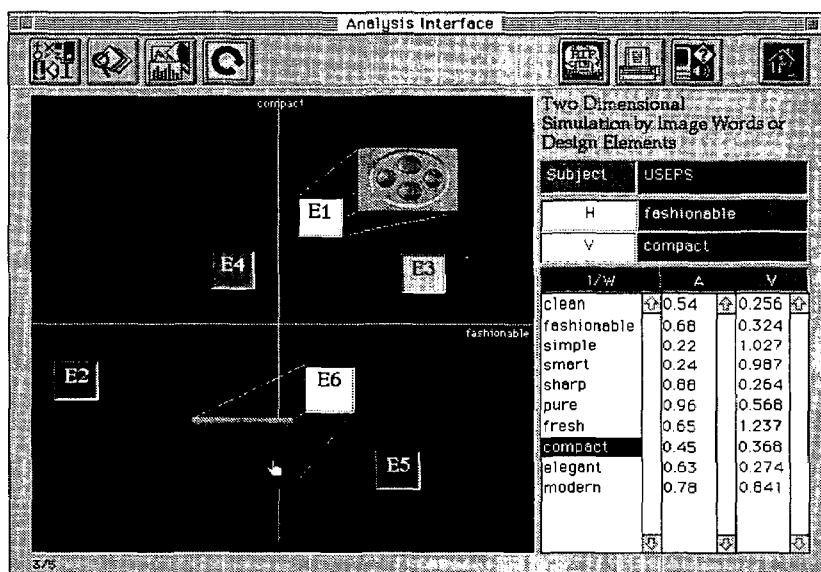 Analysis Interface
compact
E1
E4
E3
fashionable
E2
E6
E5
3/5
Two Dimensional
Simulation by Image Words or
Design Elements
Subject USERS
H fashionable
V compact
I/W A V
clean 0.54 0.256
fashionable 0.68 0.324
simple 0.22 1.027
smart 0.24 0.987
sharp 0.88 0.264
pure 0.96 0.568
fresh 0.65 1.237
compact 0.45 0.368
elegant 0.63 0.274
modern 0.78 0.841